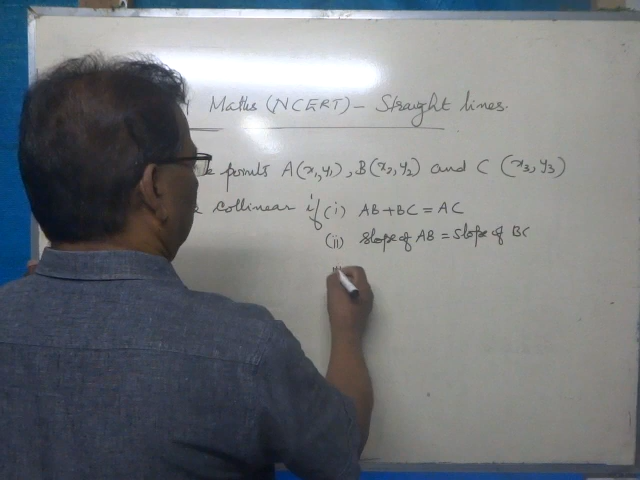 Maths (NCERT) - Straight lines.
points A(x1, y1), B(x2, y2) and C (x3, y3)
collinear if (i) AB + BC = AC
(ii) Slope of AB = Slope of BC